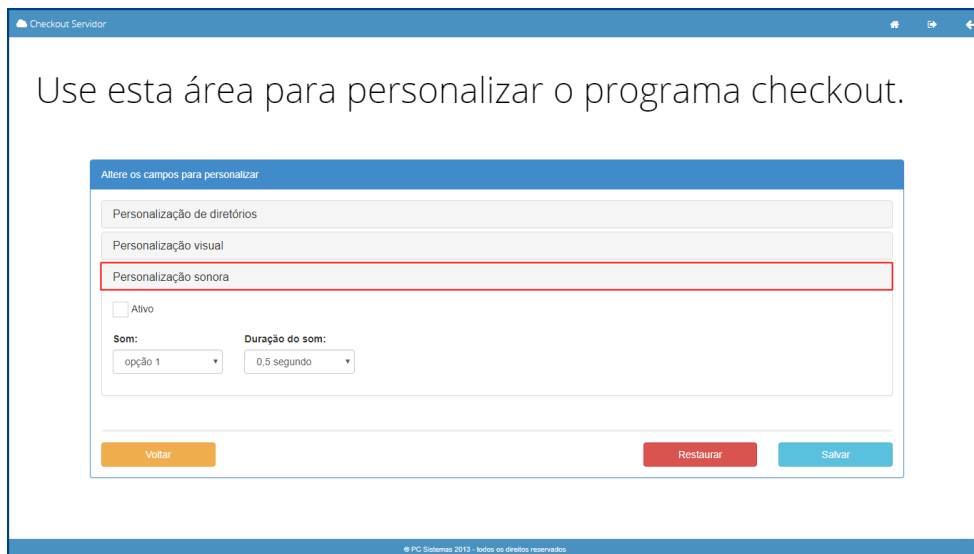 Checkout Servidor
Use esta área para personalizar o programa checkout.
Altere os campos para personalizar
Personalização de diretórios
Personalização visual
Personalização sonora
Ativo
Som: Duração do som:
opção 1 0,5 segundo
Voltar Restaurar Salvar
® PC Sistemas 2013 - todos os direitos reservados